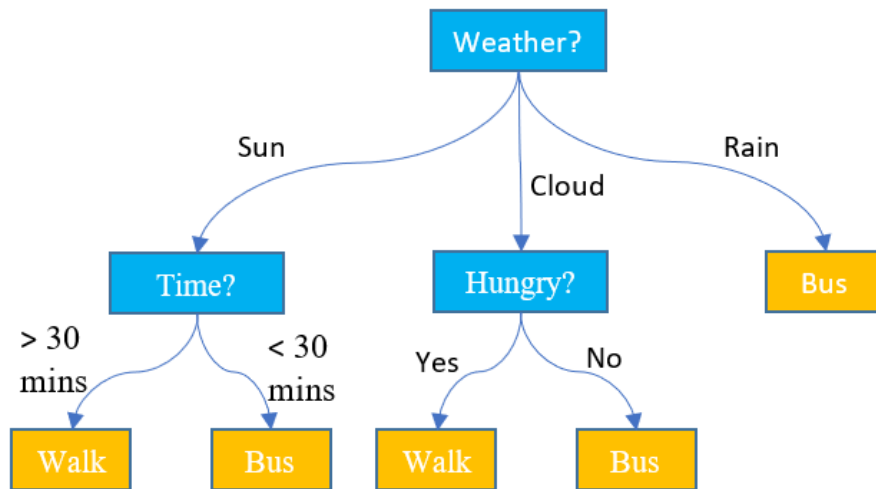 Weather?
Sun
Rain
Cloud
Time?
Hungry?
Bus
> 30
mins
< 30
mins
Yes
No
Walk
Bus
Walk
Bus